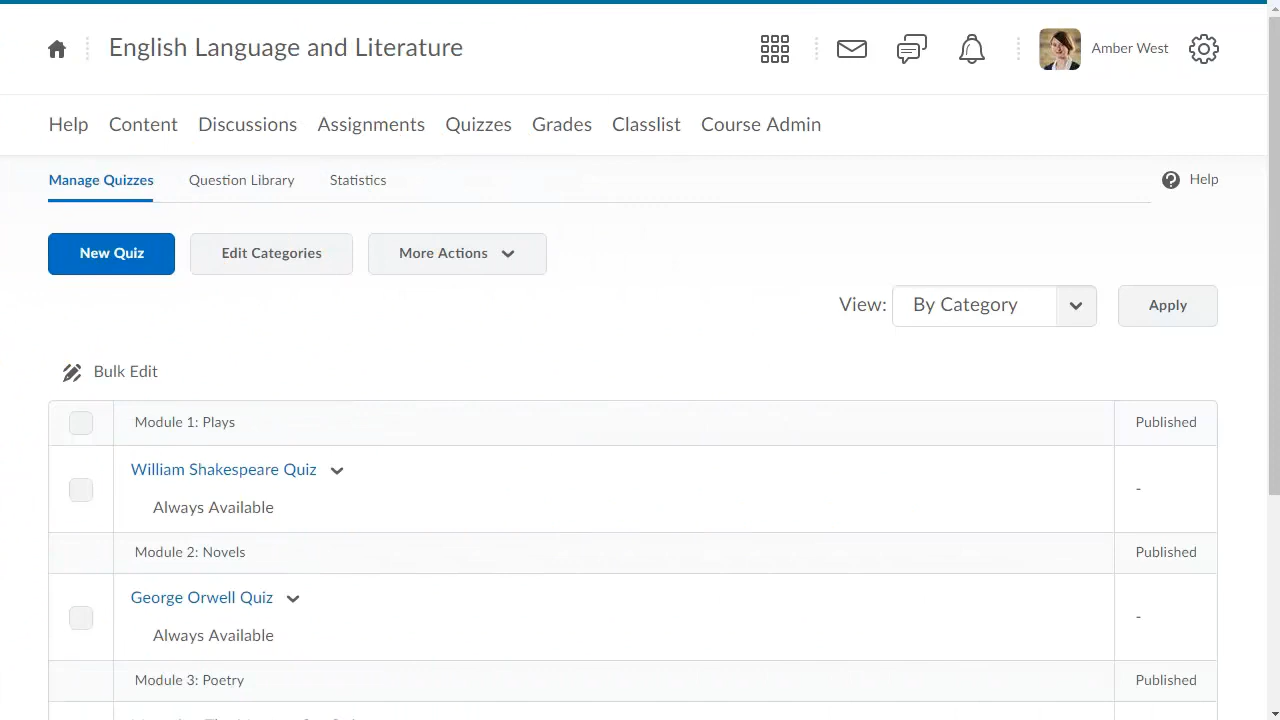 English Language and Literature
Amber West
Help Content Discussions Assignments Quizzes Grades Classlist Course Admin
Manage Quizzes Question Library Statistics Help
New Quiz Edit Categories More Actions
View: By Category Apply
Bulk Edit
Module 1: Plays Published
William Shakespeare Quiz
Always Available
-
Module 2: Novels Published
George Orwell Quiz
Always Available
-
Module 3: Poetry Published